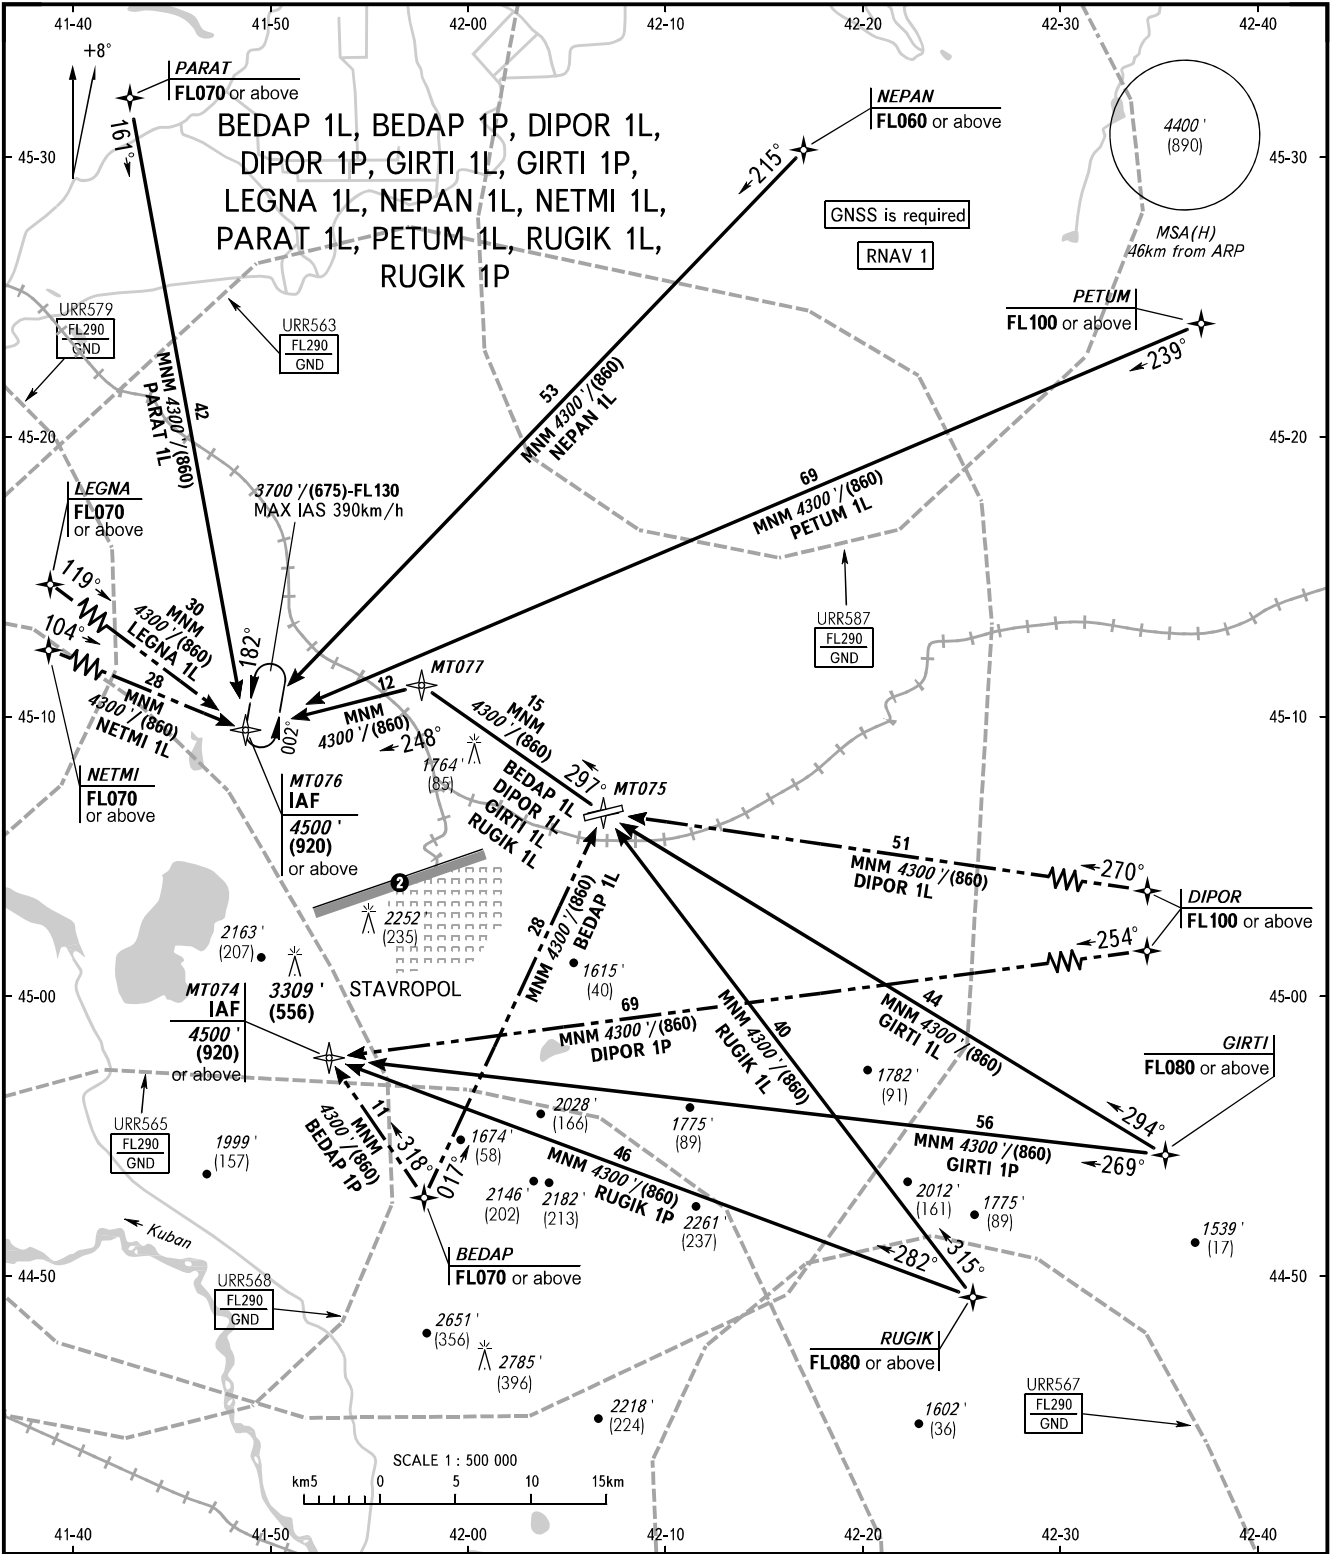 41-40
41-50
42-00
42-10
42-20
42-30
42-40
+8°
PARAT
FL070 or above
161°
BEDAP 1L, BEDAP 1P, DIPOR 1L,
DIPOR 1P, GIRTI 1L, GIRTI 1P,
LEGNA 1L, NEPAN 1L, NETMI 1L,
PARAT 1L, PETUM 1L, RUGIK 1L,
RUGIK 1P
NEPAN
FL060 or above
215°
4400'
(890)
MSA(H)
46km from ARP
45-30
45-30
GNSS is required
RNAV 1
PETUM
FL100 or above
239°
URR579
FL290
GND
URR563
FL290
GND
42
MNM 4300'/(860)
PARAT 1L
53
MNM 4300'/(860)
NEPAN 1L
69
MNM 4300'/(860)
PETUM 1L
45-20
45-20
LEGNA
FL070
or above
3700'/(675)-FL130
MAX IAS 390km/h
119°
30
MNM
4300'/(860)
LEGNA 1L
104°
28
MNM
4300'/(860)
NETMI 1L
182°
002°
URR587
FL290
GND
MT077
12
MNM
4300'/(860)
248°
15
MNM
4300'/(860)
297°
BEDAP 1L
DIPOR 1L
GIRTI 1L
RUGIK 1L
MT075
45-10
45-10
NETMI
FL070
or above
MT076
IAF
4500'
(920)
or above
1764'
(85)
51
MNM 4300'/(860)
DIPOR 1L
270°
DIPOR
FL100 or above
254°
2
2252'
(235)
28
MNM 4300'/(860)
BEDAP 1L
2163'
(207)
3309'
(556)
STAVROPOL
1615'
(40)
45-00
45-00
MT074
IAF
4500'
(920)
or above
69
MNM 4300'/(860)
DIPOR 1P
40
MNM 4300'/(860)
RUGIK 1L
44
MNM 4300'/(860)
GIRTI 1L
GIRTI
FL080 or above
294°
1782'
(91)
URR565
FL290
GND
11
MNM
4300'/(860)
BEDAP 1P
318°
017°
1999'
(157)
1674'
(58)
2028'
(166)
1775'
(89)
56
MNM 4300'/(860)
GIRTI 1P
269°
46
MNM 4300'/(860)
RUGIK 1P
2146'
(202)
2182'
(213)
2261'
(237)
2012'
(161)
1775'
(89)
1539'
(17)
Kuban
BEDAP
FL070 or above
282°
315°
44-50
44-50
URR568
FL290
GND
2651'
(356)
2785'
(396)
RUGIK
FL080 or above
URR567
FL290
GND
2218'
(224)
1602'
(36)
SCALE 1 : 500 000
km5
0
5
10
15km
41-40
41-50
42-00
42-10
42-20
42-30
42-40